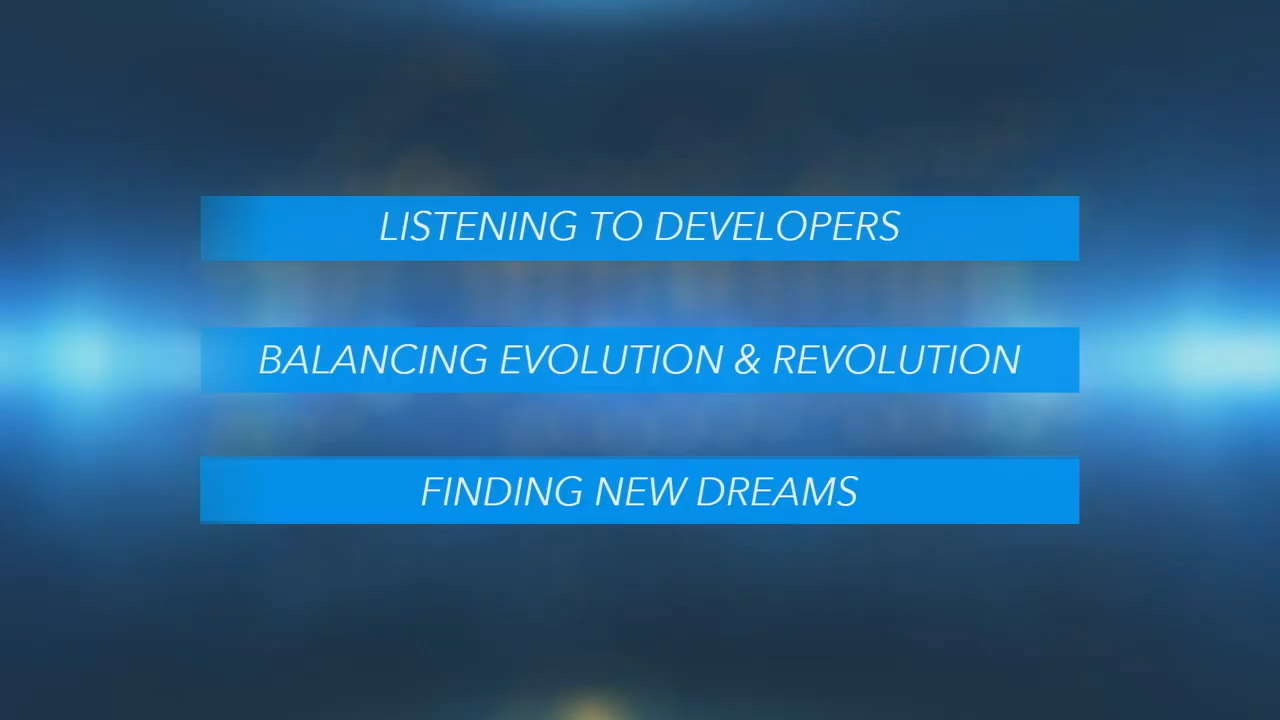 LISTENING TO DEVELOPERS
BALANCING EVOLUTION & REVOLUTION
FINDING NEW DREAMS